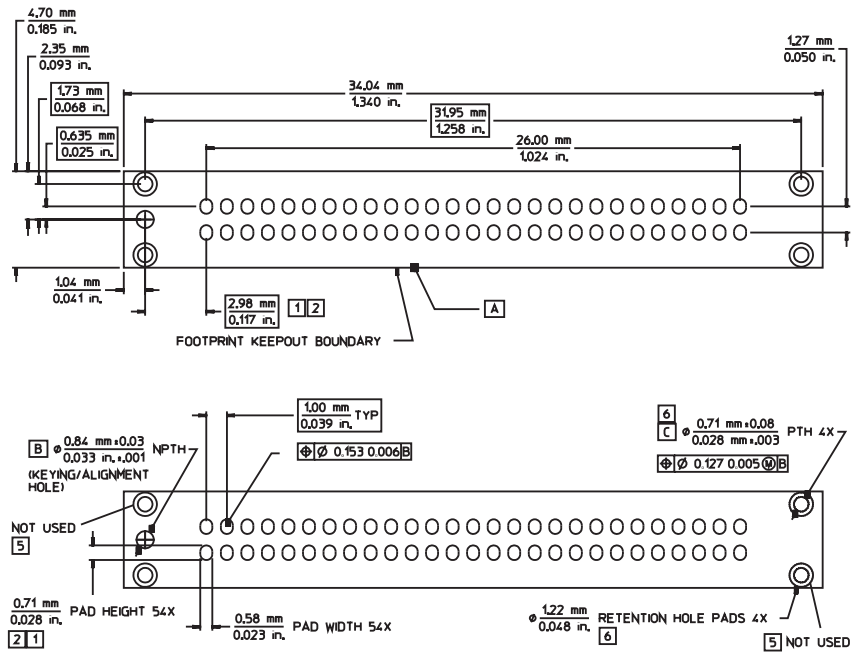 4.70 mm
0.185 in.
2.35 mm
0.093 in.
1.73 mm
0.068 in.
0.635 mm
0.025 in.
34.04 mm
1.340 in.
31.95 mm
1.258 in.
26.00 mm
1.024 in.
1.27 mm
0.050 in.
1.04 mm
0.041 in.
2.98 mm
0.117 in.
1 2
A
FOOTPRINT KEEPOUT BOUNDARY
1.00 mm TYP
0.039 in.
⌖ Ø 0.153 0.006 B
B ø 0.84 mm±0.03 NPTH
0.033 in.±.001
(KEYING/ALIGNMENT
HOLE)
6
C ø 0.71 mm±0.08 PTH 4X
0.028 mm±.003
⌖ Ø 0.127 0.005 Ⓜ B
NOT USED
5
0.71 mm PAD HEIGHT 54X
0.028 in.
2 1
0.58 mm PAD WIDTH 54X
0.023 in.
ø 1.22 mm RETENTION HOLE PADS 4X
0.048 in.
6
5 NOT USED